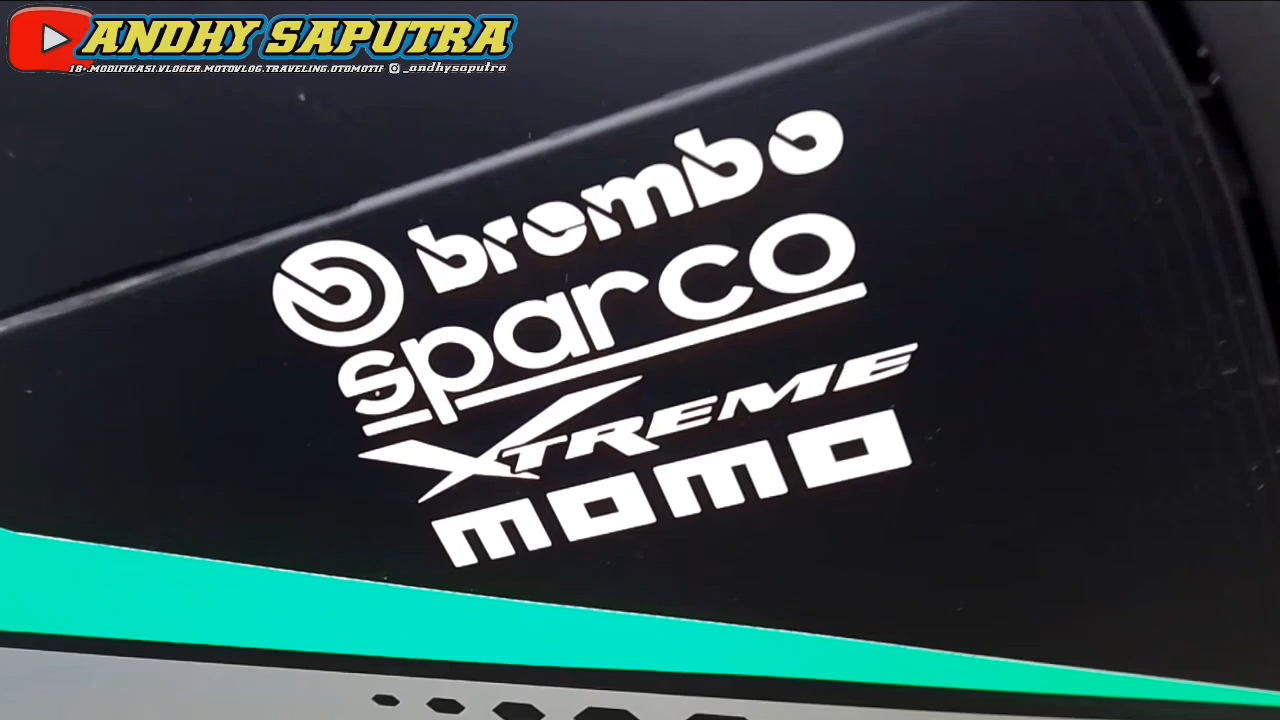 ANDHY SAPUTRA
18+ MODIFIKASI VLOGER MOTOVLOG TRAVELING OTOMOTIF @_andhysaputra
brembo
sparco
XTREME
momo